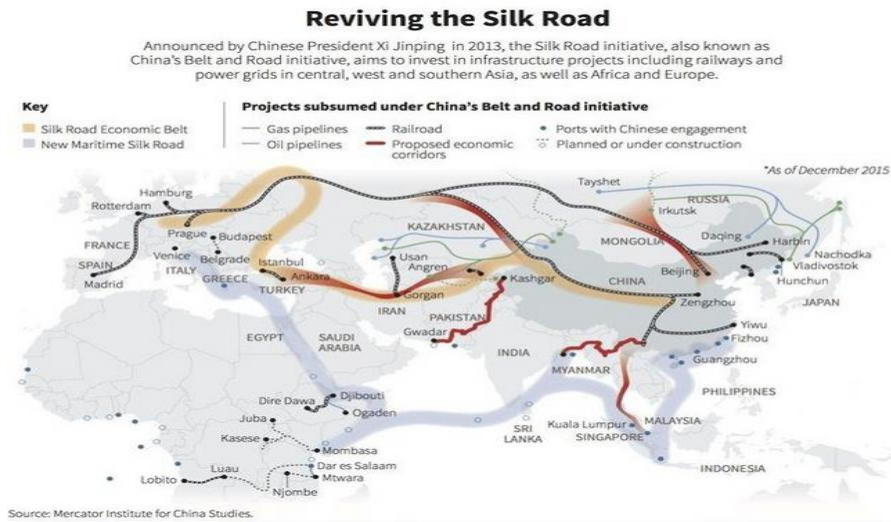 Reviving the Silk Road
Announced by Chinese President Xi Jinping in 2013, the Silk Road initiative, also known as
China's Belt and Road initiative, aims to invest in infrastructure projects including railways and
power grids in central, west and southern Asia, as well as Africa and Europe.
Key
Silk Road Economic Belt
New Maritime Silk Road
Projects subsumed under China's Belt and Road initiative
Gas pipelines
Oil pipelines
Railroad
Proposed economic
corridors
Ports with Chinese engagement
Planned or under construction
*As of December 2015
Tayshet
Hamburg
RUSSIA
Rotterdam
Irkutsk
Prague
Budapest
KAZAKHSTAN
Daqing
Harbin
FRANCE
MONGOLIA
Venice
Belgrade
Istanbul
Usan
Nachodka
SPAIN
ITALY
Angren
Beijing
Vladivostok
GREECE
Ankara
Kashgar
CHINA
Hunchun
Madrid
TURKEY
Gorgan
Zengzhou
JAPAN
IRAN
PAKISTAN
Yiwu
EGYPT
SAUDI
ARABIA
Gwadar
Fizhou
INDIA
Guangzhou
MYANMAR
PHILIPPINES
Dire Dawa
Djibouti
Ogaden
Juba
SRI
LANKA
Kuala Lumpur
MALAYSIA
Kasese
SINGAPORE
Mombasa
Luau
Dar es Salaam
INDONESIA
Lobito
Mtwara
Njombe
Source: Mercator Institute for China Studies.